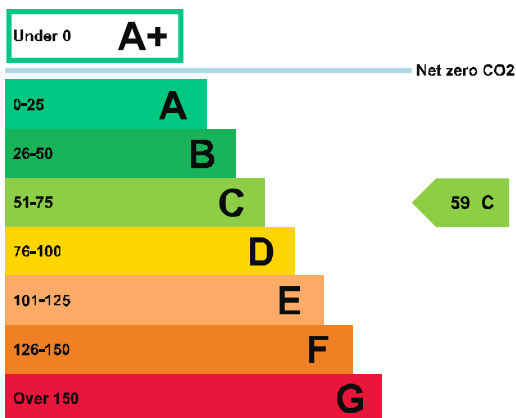 Under 0 A+
Net zero CO2
0-25 A
26-50 B
51-75 C
59 C
76-100 D
101-125 E
126-150 F
Over 150 G